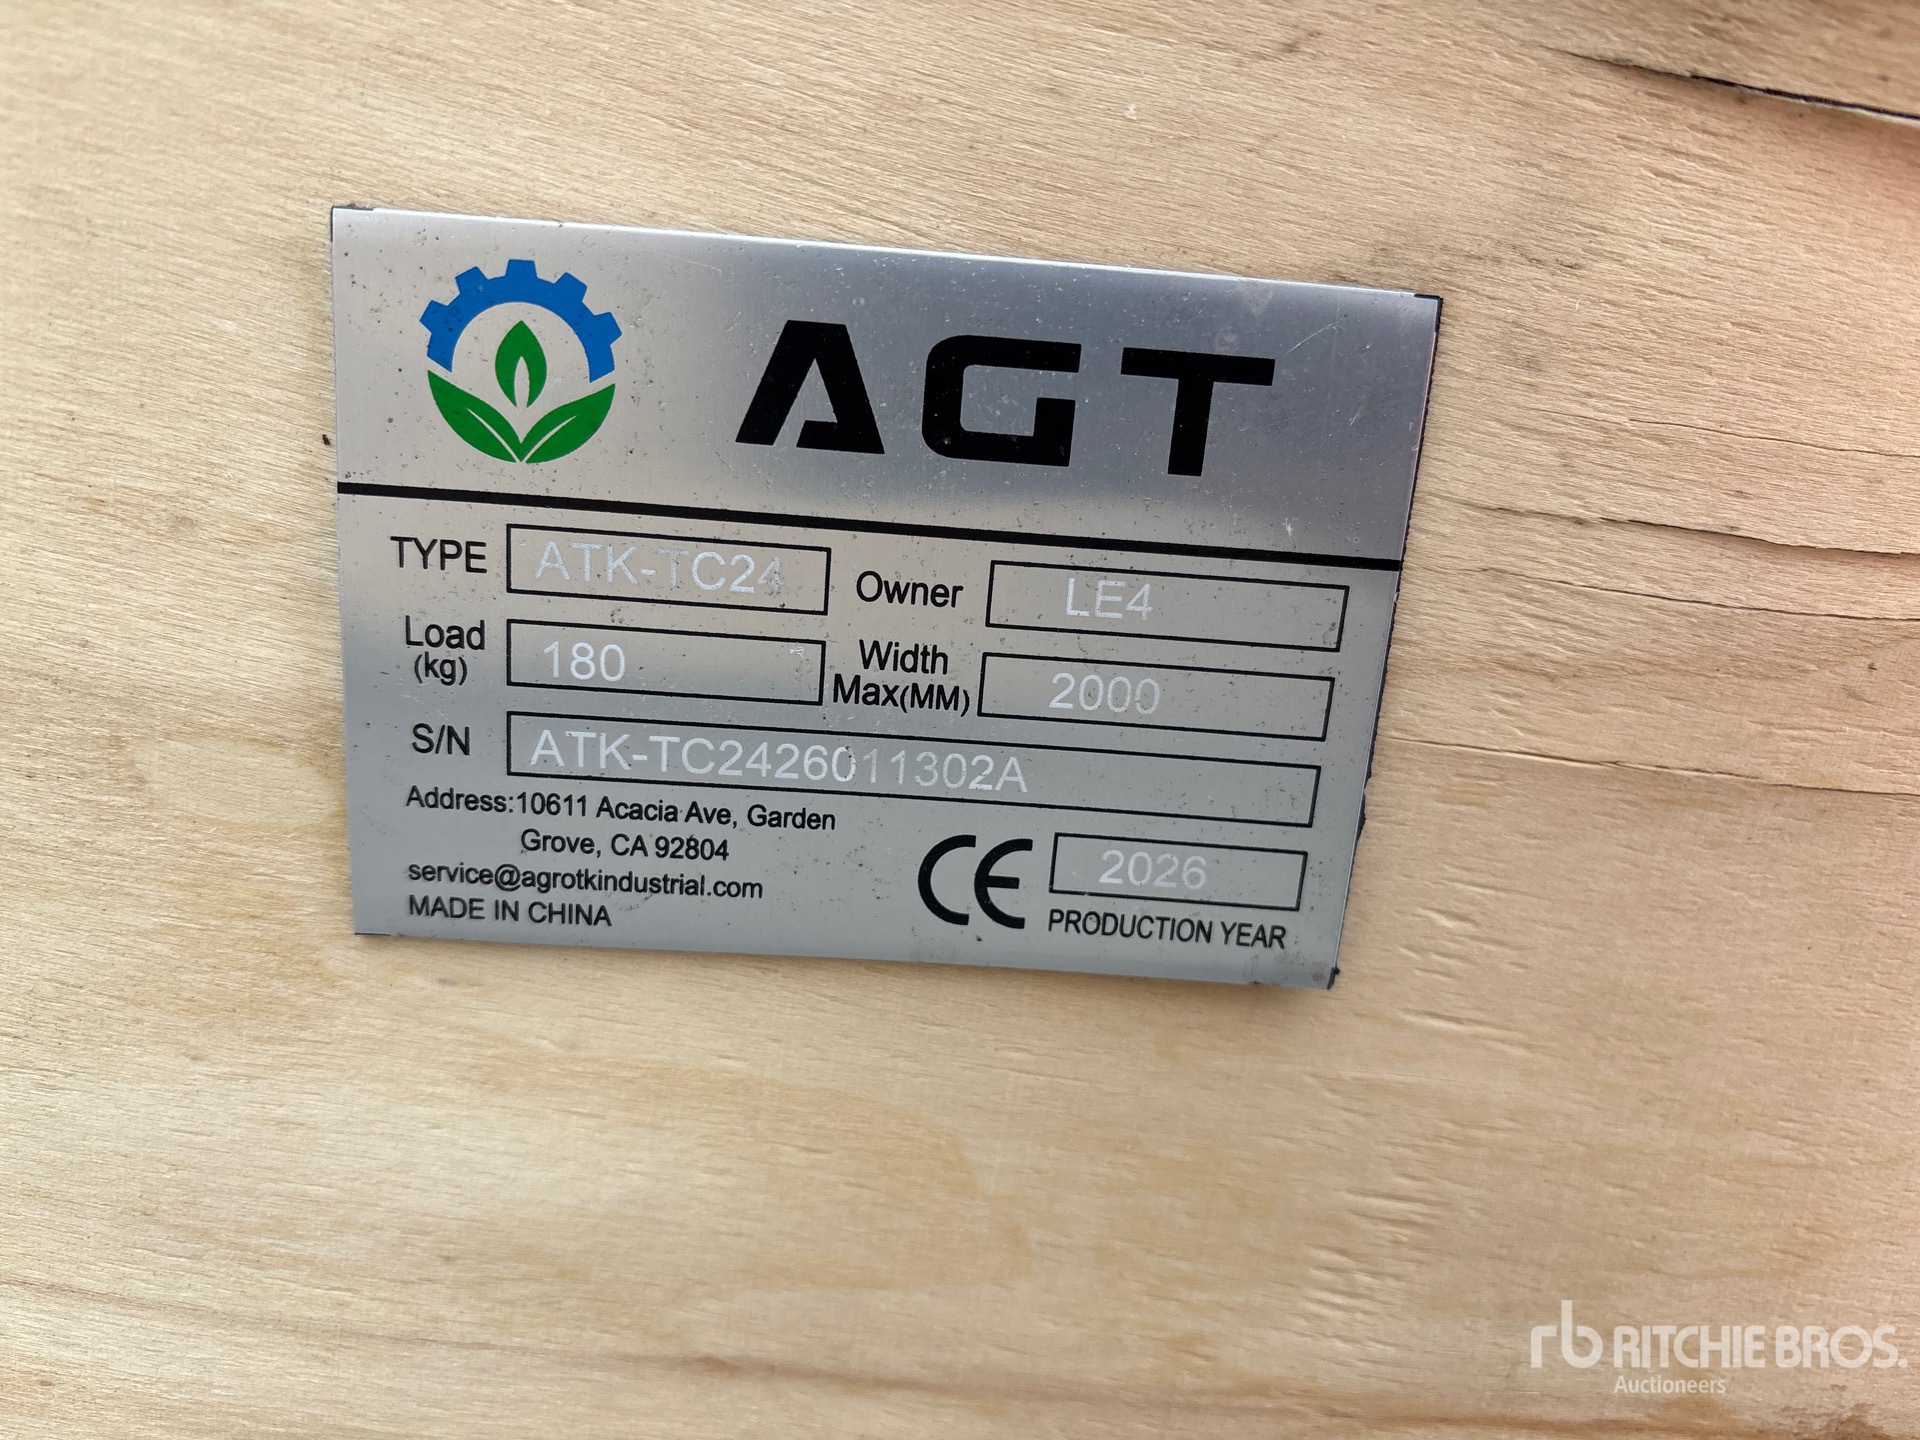 AGT
TYPE ATK-TC24 Owner LE4
Load (kg) 180 Width Max(MM) 2000
S/N ATK-TC2426011302A
Address:10611 Acacia Ave, Garden
Grove, CA 92804
service@agrotkindustrial.com
MADE IN CHINA
CE 2026
PRODUCTION YEAR
rb RITCHIE BROS.
Auctioneers